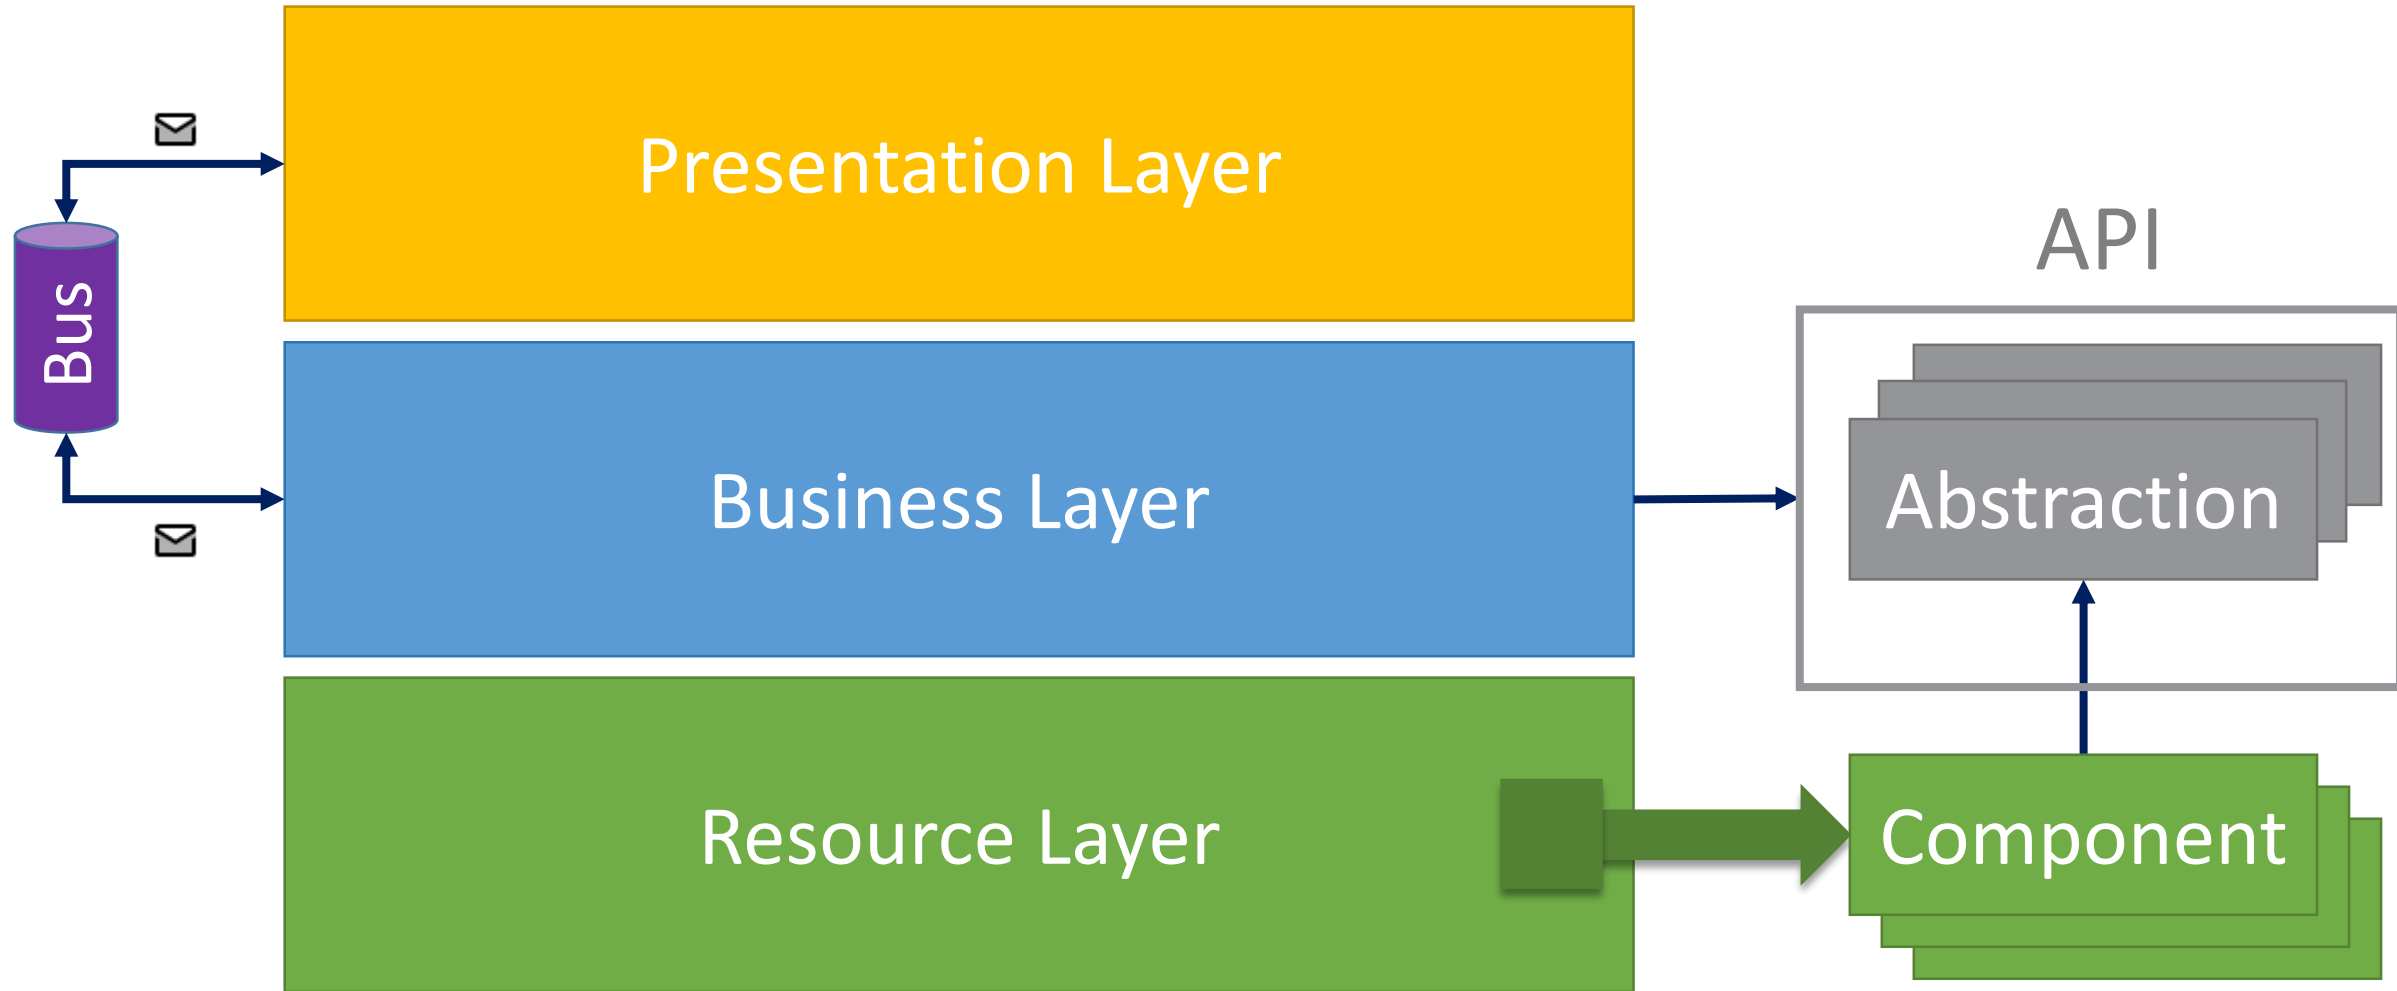 Presentation Layer
Bus
API
Business Layer
Abstraction
Resource Layer
Component